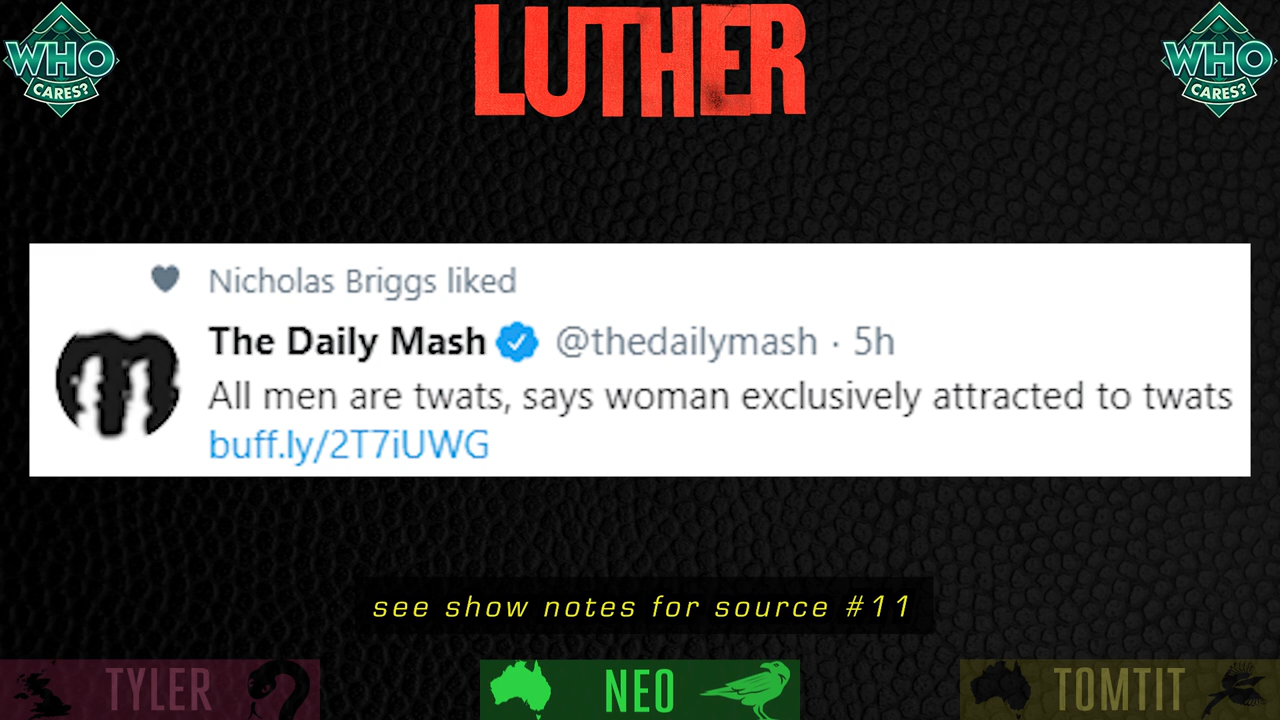 WHO
CARES?
LUTHER
WHO
CARES?
Nicholas Briggs liked
The Daily Mash @thedailymash · 5h
All men are twats, says woman exclusively attracted to twats
buff.ly/2T7iUWG
see show notes for source #11
TYLER
NEO
TOMTIT